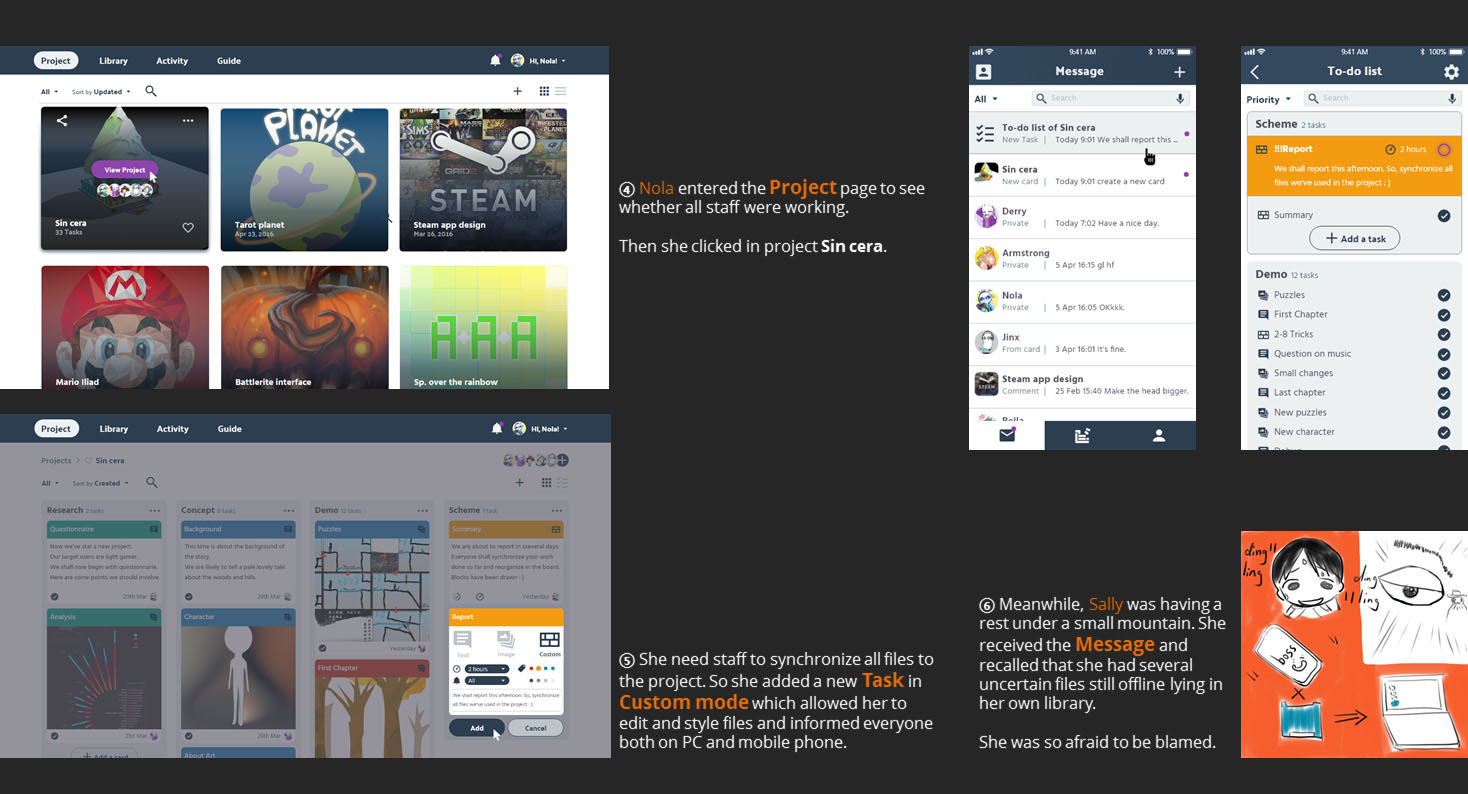 Project Library Activity Guide Hi, Nola!
All Sort by Updated
View Project
Sin cera
33 Tasks
TAROT PLANET
Tarot planet
Apr 23, 2016
STEAM
Steam app design
Mar 26, 2016
Mario Iliad
Battlerite interface
AAA
Sp. over the rainbow
④ Nola entered the Project page to see
whether all staff were working.
Then she clicked in project Sin cera.
9:41 AM 100%
Message
All Search
To-do list of Sin cera
New Task | Today 9:01 We shall report this ...
Sin cera
New card | Today 9:01 create a new card
Derry
Private | Today 7:02 Have a nice day.
Armstrong
Private | 5 Apr 16:15 gl hf
Nola
Private | 5 Apr 16:05 OKkkk.
Jinx
From card | 3 Apr 16:01 It's fine.
Steam app design
Comment | 25 Feb 15:40 Make the head bigger.
9:41 AM 100%
To-do list
Priority Search
Scheme 2 tasks
!!!Report 2 hours
We shall report this afternoon. So, synchronize all
files we've used in the project : )
Summary
+ Add a task
Demo 12 tasks
Puzzles
First Chapter
2-8 Tricks
Question on music
Small changes
Last chapter
New puzzles
New character
Project Library Activity Guide Hi, Nola!
Projects > Sin cera
All Sort by Created
Research 2 tasks
Questionnaire
Now we've star a new project.
Our target users are light gamer.
We shall now begin with questionnarie.
Here are some points we should involve.
20th Mar
Analysis
21st Mar
+ Add a card
Concept 8 tasks
Background
This time is about the background of
the story.
We are likely to tell a pale lovely tale
about the woods and hills.
20th Mar
Character
29th Mar
About Art
Demo 12 tasks
Puzzles
Yesterday
First Chapter
Scheme 1 task
Summary
We are about to report in sseveral days.
Everyone shall synchronize your work
done so far and reorganize in the board.
Blocks have been drawn : )
Yesterday
Report
Text Image Custom
2 hours
All
We shall report this afternoon. So, synchronize
all files we've used in the project : )
Add Cancel
⑤ She need staff to synchronize all files to
the project. So she added a new Task in
Custom mode which allowed her to
edit and style files and informed everyone
both on PC and mobile phone.
⑥ Meanwhile, Sally was having a
rest under a small mountain. She
received the Message and
recalled that she had several
uncertain files still offline lying in
her own library.
She was so afraid to be blamed.
ding!!
ling
ding
!! ling
boss